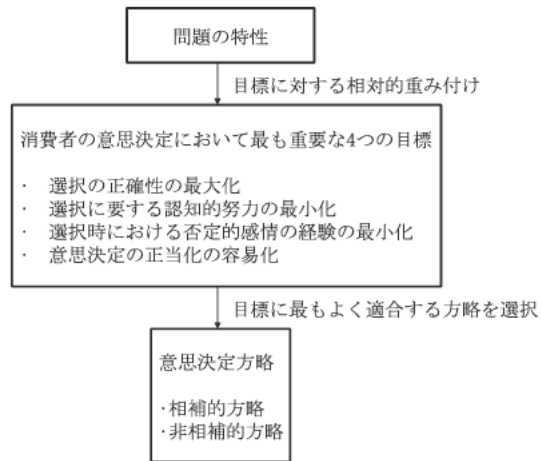 問題の特性
目標に対する相対的重み付け
消費者の意思決定において最も重要な4つの目標
・ 選択の正確性の最大化
・ 選択に要する認知的努力の最小化
・ 選択時における否定的感情の経験の最小化
・ 意思決定の正当化の容易化
目標に最もよく適合する方略を選択
意思決定方略
・相補的方略
・非相補的方略